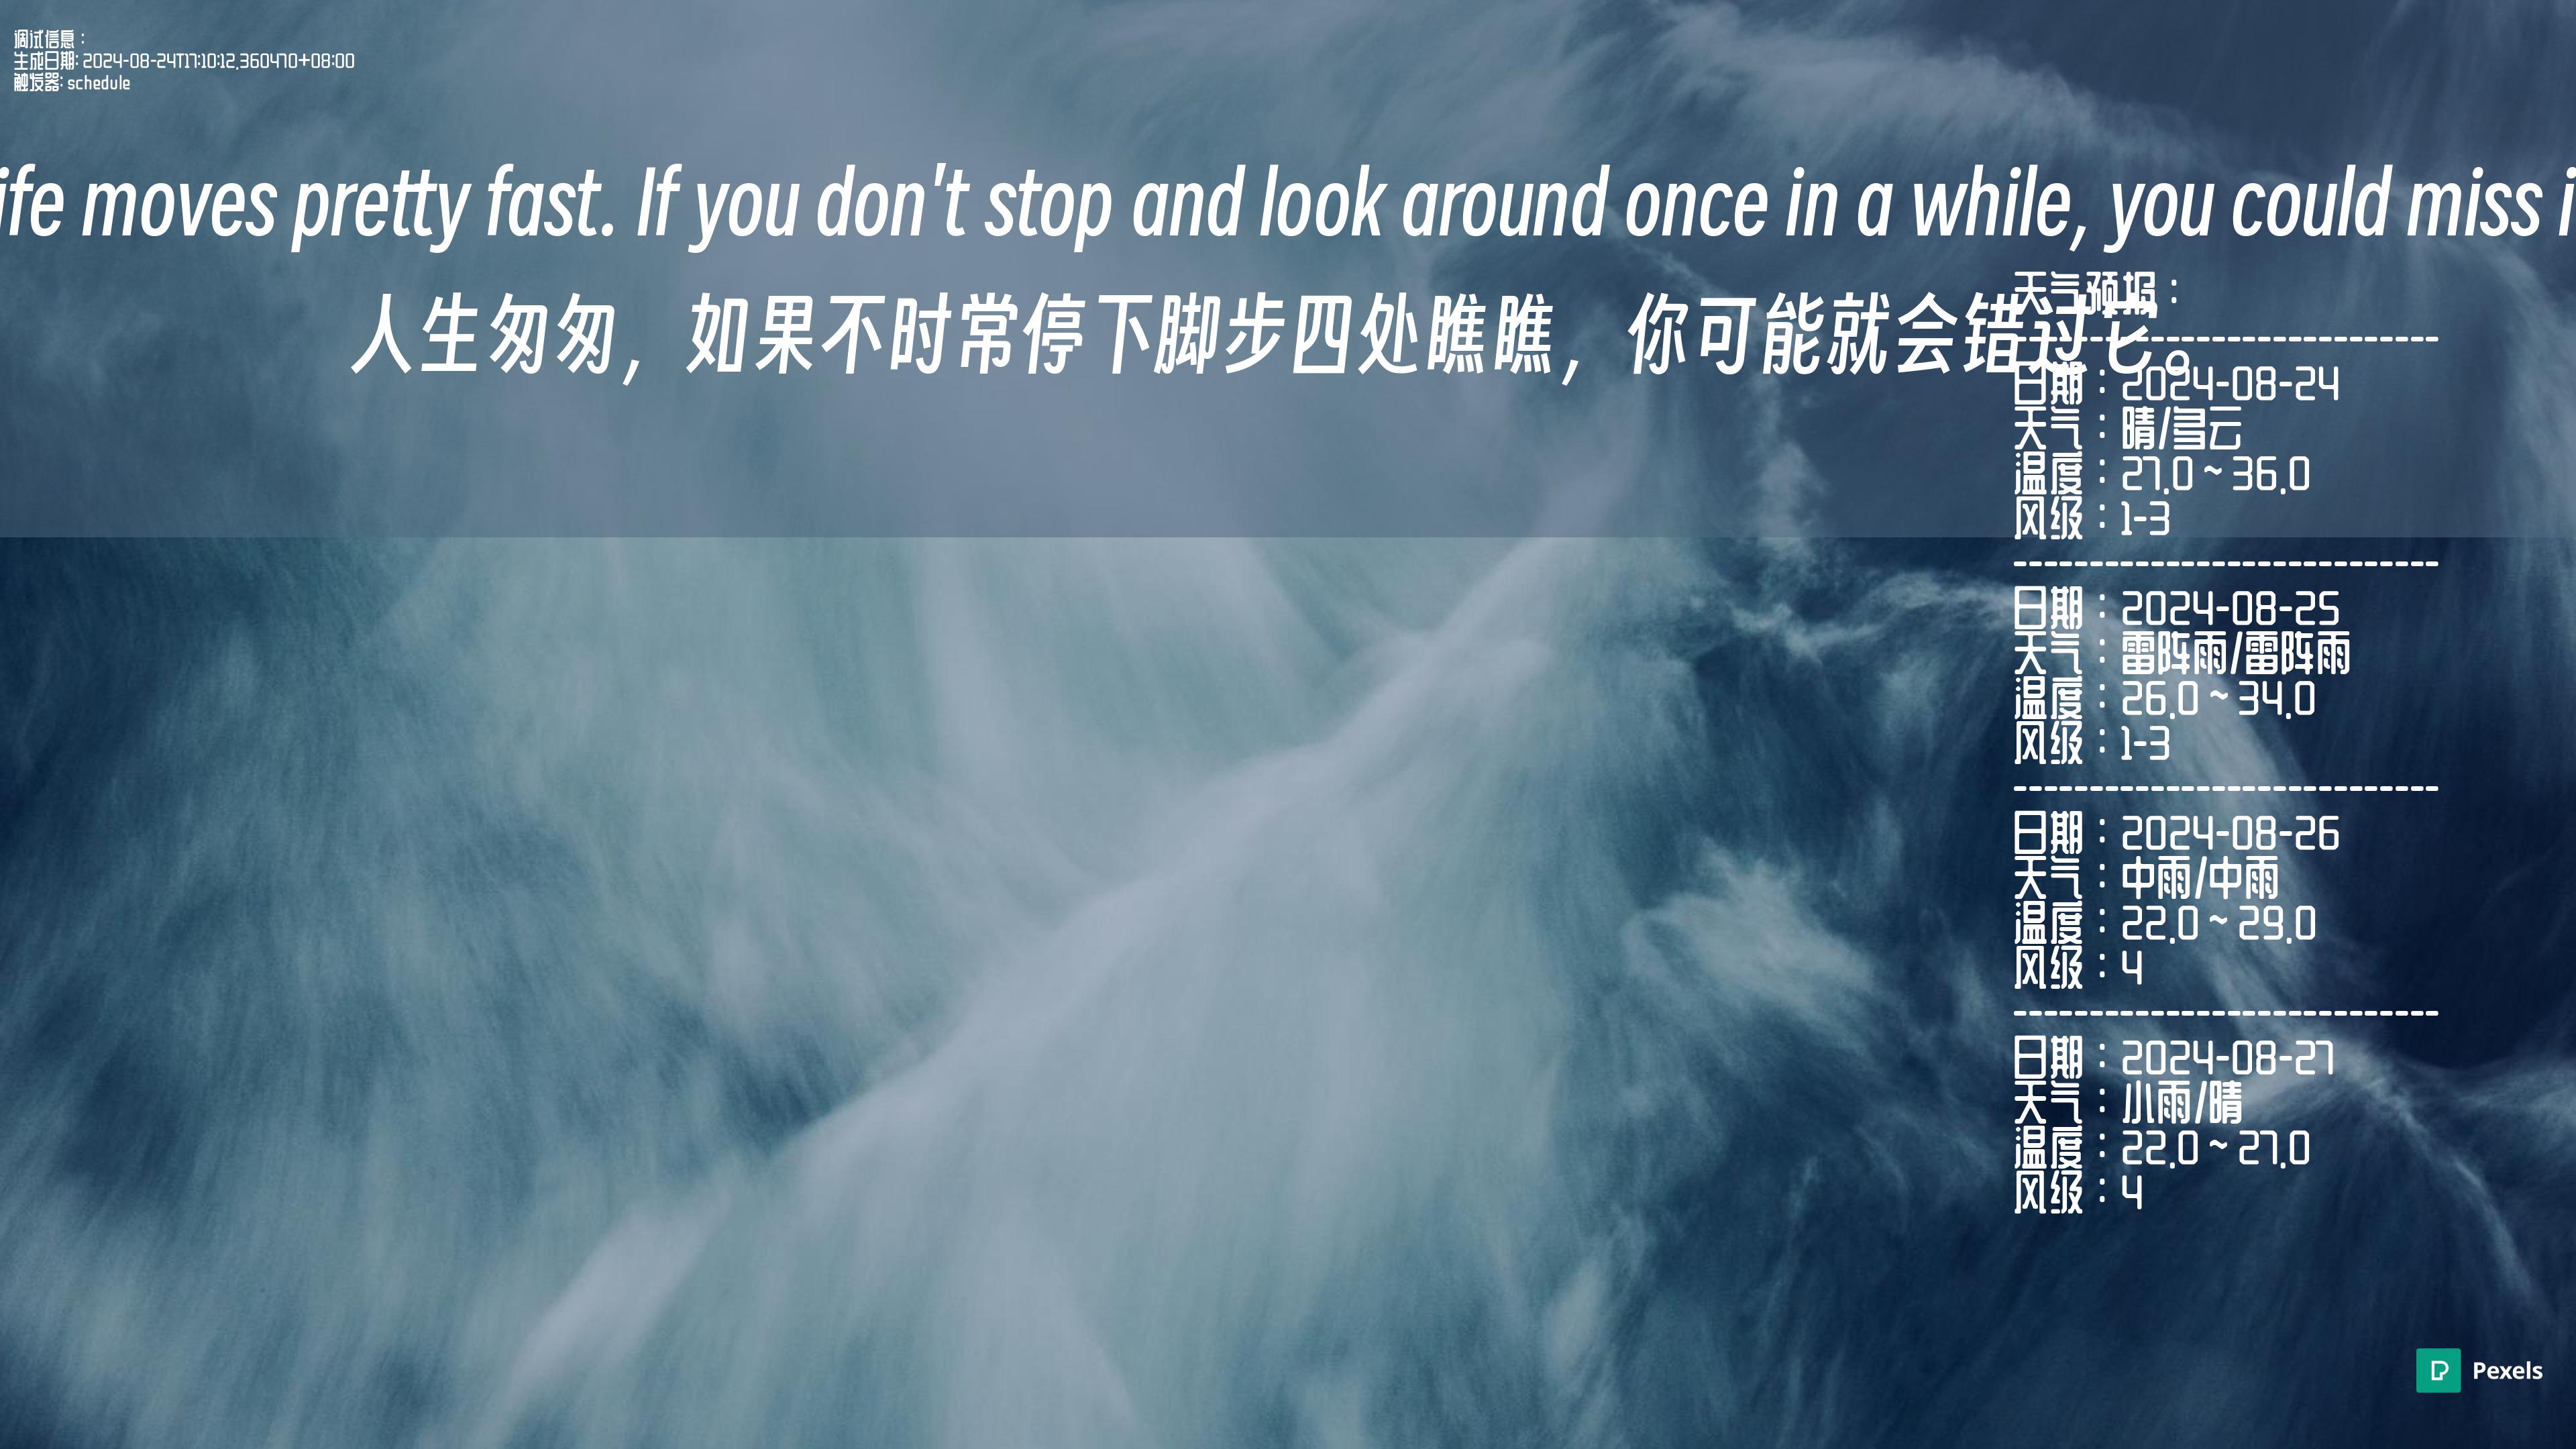 调试信息：
生成日期: 2024-08-24T17:10:12.360470+08:00
触发器: schedule
ife moves pretty fast. If you don't stop and look around once in a while, you could miss i
人生匆匆，如果不时常停下脚步四处瞧瞧，你可能就会错过它。
天气预报：
----------------------------
日期：2024-08-24
天气：晴/多云
温度：27.0 ~ 36.0
风级：1-3
----------------------------
日期：2024-08-25
天气：雷阵雨/雷阵雨
温度：26.0 ~ 34.0
风级：1-3
----------------------------
日期：2024-08-26
天气：中雨/中雨
温度：22.0 ~ 29.0
风级：4
----------------------------
日期：2024-08-27
天气：小雨/晴
温度：22.0 ~ 27.0
风级：4
Pexels